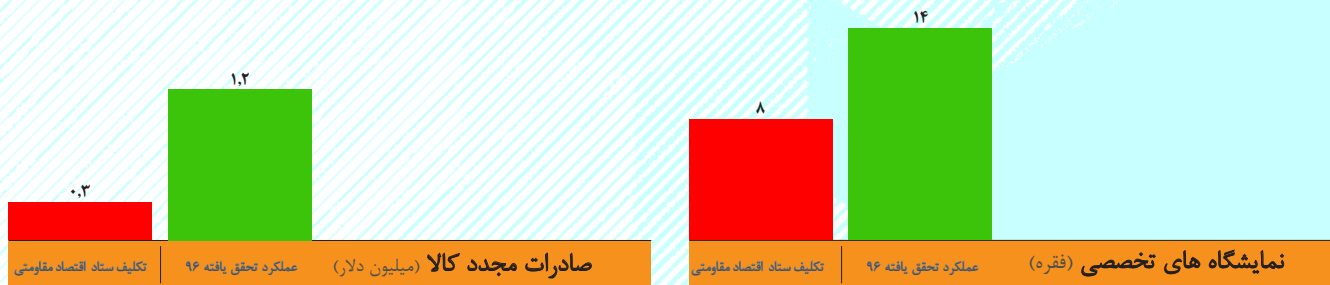 ۱۴
۸
نمایشگاه های تخصصی (فقره)
عملکرد تحقق یافته ۹۶
تکلیف ستاد اقتصاد مقاومتی
۱,۲
۰,۳
صادرات مجدد کالا (میلیون دلار)
عملکرد تحقق یافته ۹۶
تکلیف ستاد اقتصاد مقاومتی